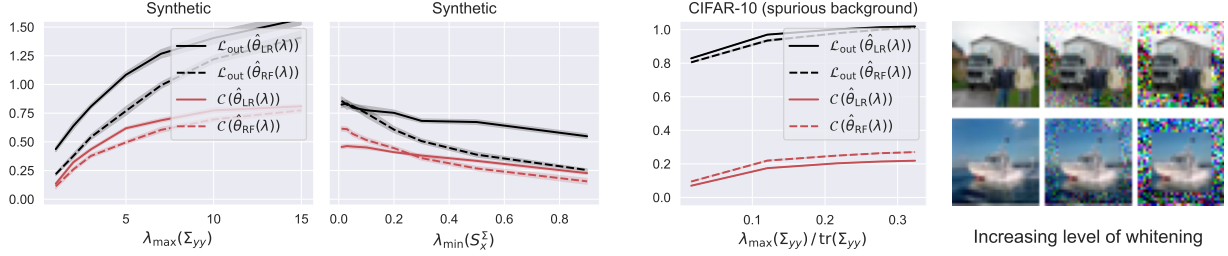 Synthetic
1.50
1.25
1.00
0.75
0.50
0.25
0.00
5
10
15
λmax(Σyy)
ℒout(θ̂LR(λ))
ℒout(θ̂RF(λ))
𝒞(θ̂LR(λ))
𝒞(θ̂RF(λ))
Synthetic
0.0
0.2
0.4
0.6
0.8
λmin(SxΣ)
CIFAR-10 (spurious background)
1.0
0.8
0.6
0.4
0.2
0.0
0.1
0.2
0.3
λmax(Σyy)/tr(Σyy)
ℒout(θ̂LR(λ))
ℒout(θ̂RF(λ))
𝒞(θ̂LR(λ))
𝒞(θ̂RF(λ))
Increasing level of whitening